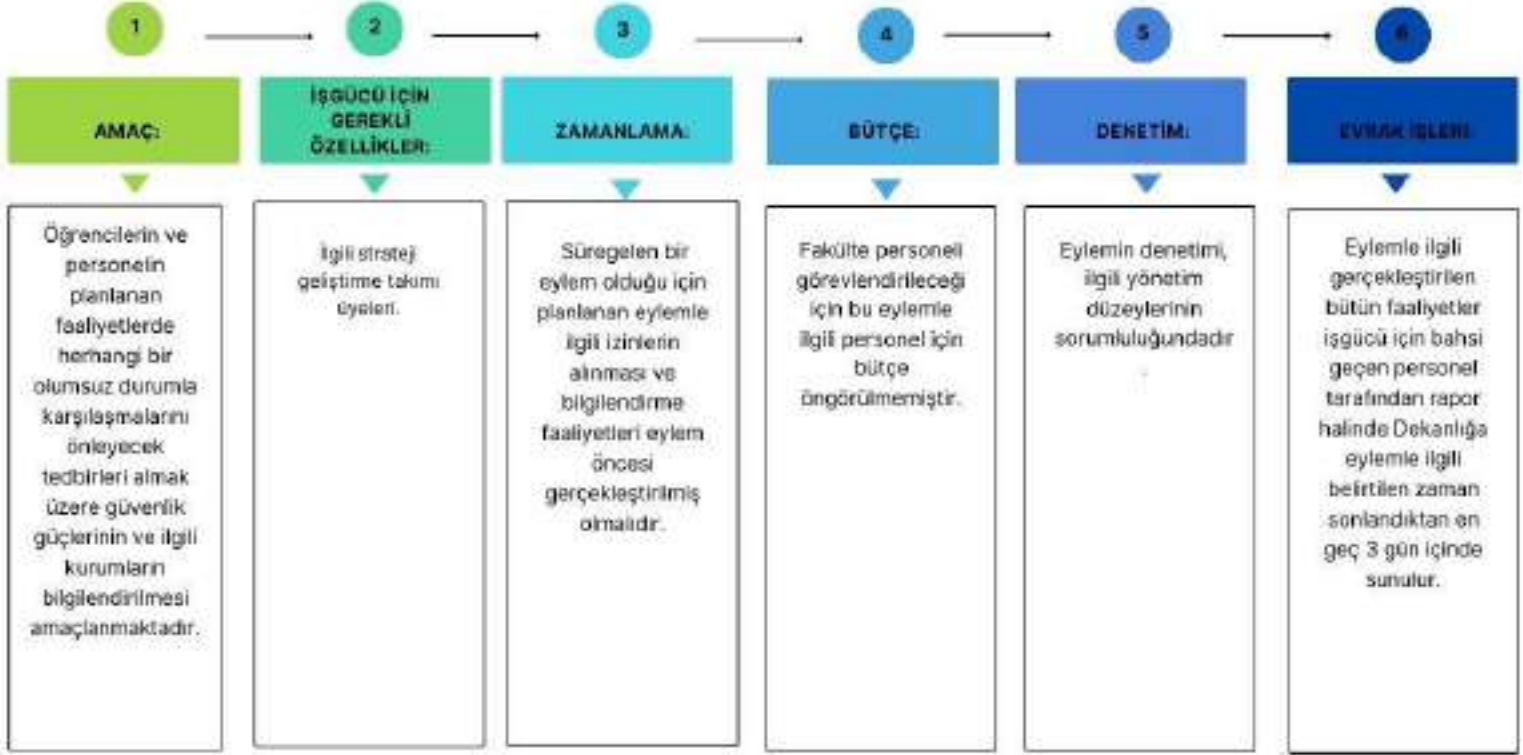 1
2
3
4
5
6
AMAÇ:
İŞGÜCÜ İÇİN
GEREKLİ
ÖZELLİKLER:
ZAMANLAMA:
BÜTÇE:
DENETİM:
EVRAK İŞLERİ:
Öğrencilerin ve
personelin
planlanan
faaliyetlerde
herhangi bir
olumsuz durumla
karşılaşmalarını
önleyecek
tedbirleri almak
üzere güvenlik
güçlerinin ve ilgili
kurumların
bilgilendirilmesi
amaçlanmaktadır.
İlgili strateji
geliştirme takımı
üyeleri.
Süregelen bir
eylem olduğu için
planlanan eylemle
ilgili izinlerin
alınması ve
bilgilendirme
faaliyetleri eylem
öncesi
gerçekleştirilmiş
olmalıdır.
Fakülte personeli
görevlendirileceği
için bu eylemle
ilgili personel için
bütçe
öngörülmemiştir.
Eylemin denetimi,
ilgili yönetim
düzeylerinin
sorumluluğundadır
.
Eylemle ilgili
gerçekleştirilen
bütün faaliyetler
işgücü için bahsi
geçen personel
tarafından rapor
halinde Dekanlığa
eylemle ilgili
belirtilen zaman
sonlandıktan en
geç 3 gün içinde
sunulur.